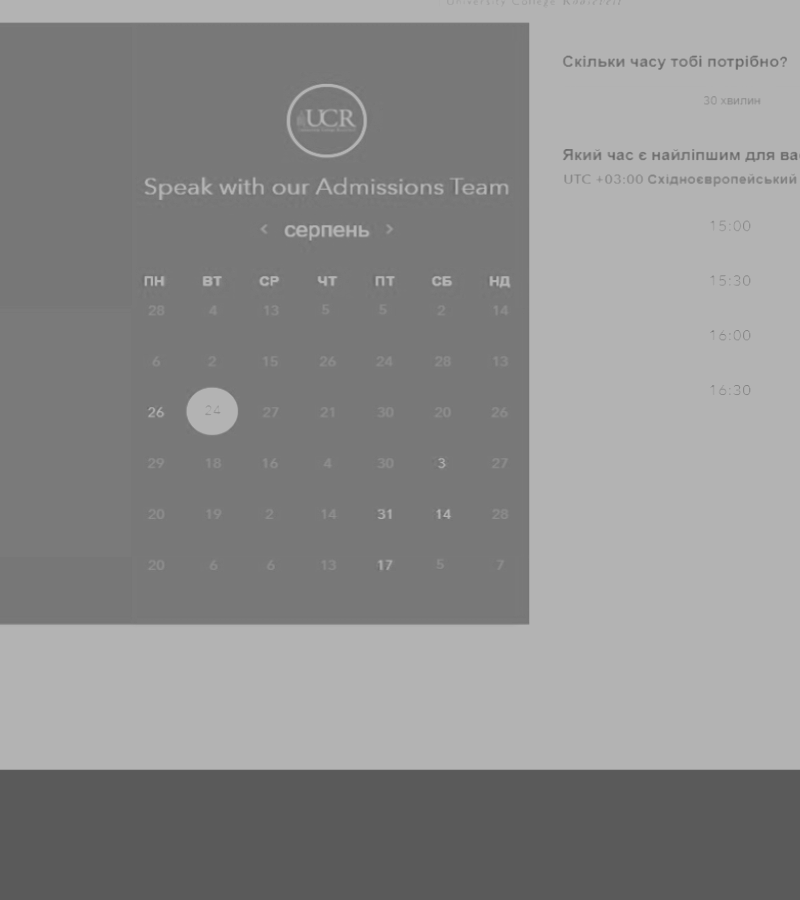 University College
UCR
Speak with our Admissions Team
‹ серпень ›
ПН ВТ СР ЧТ ПТ СБ НД
28 4 13 5 5 2 14
6 2 15 26 24 28 13
26 24 27 21 30 20 26
29 18 16 4 30 3 27
20 19 2 14 31 14 28
20 6 6 13 17 5 7
Скільки часу тобі потрібно?
30 хвилин
Який час є найліпшим для ва
UTC +03:00 Східноєвропейський
15:00
15:30
16:00
16:30